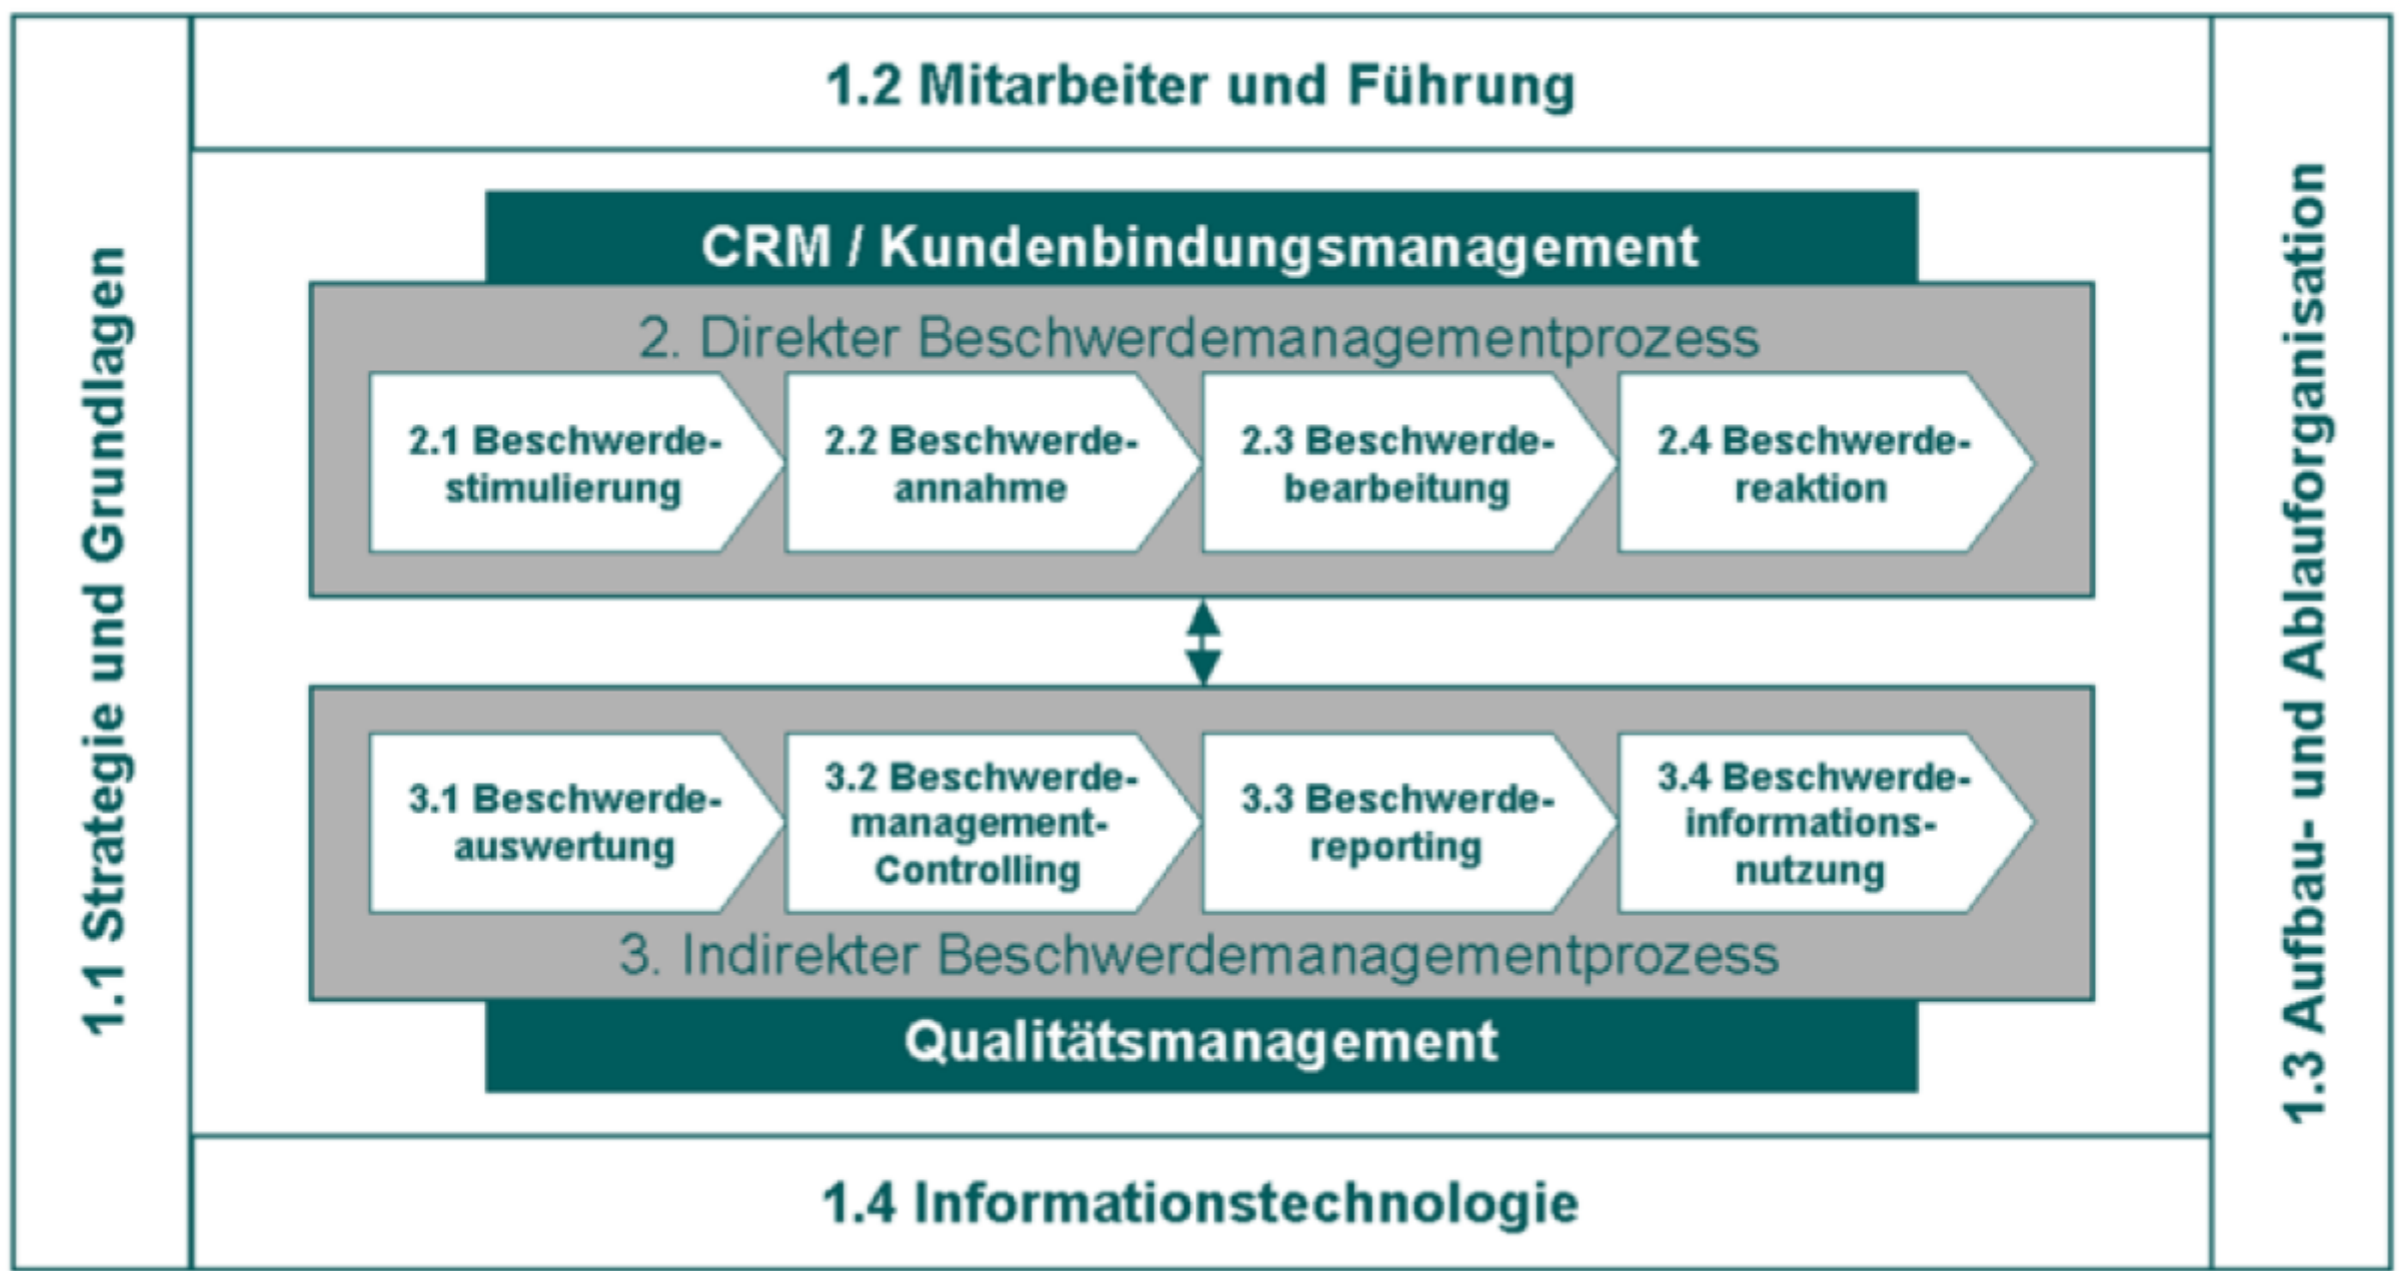 1.2 Mitarbeiter und Führung
1.1 Strategie und Grundlagen
CRM / Kundenbindungsmanagement
2. Direkter Beschwerdemanagementprozess
2.1 Beschwerde-
stimulierung
2.2 Beschwerde-
annahme
2.3 Beschwerde-
bearbeitung
2.4 Beschwerde-
reaktion
3.1 Beschwerde-
auswertung
3.2 Beschwerde-
management-
Controlling
3.3 Beschwerde-
reporting
3.4 Beschwerde-
informations-
nutzung
3. Indirekter Beschwerdemanagementprozess
Qualitätsmanagement
1.3 Aufbau- und Ablauforganisation
1.4 Informationstechnologie